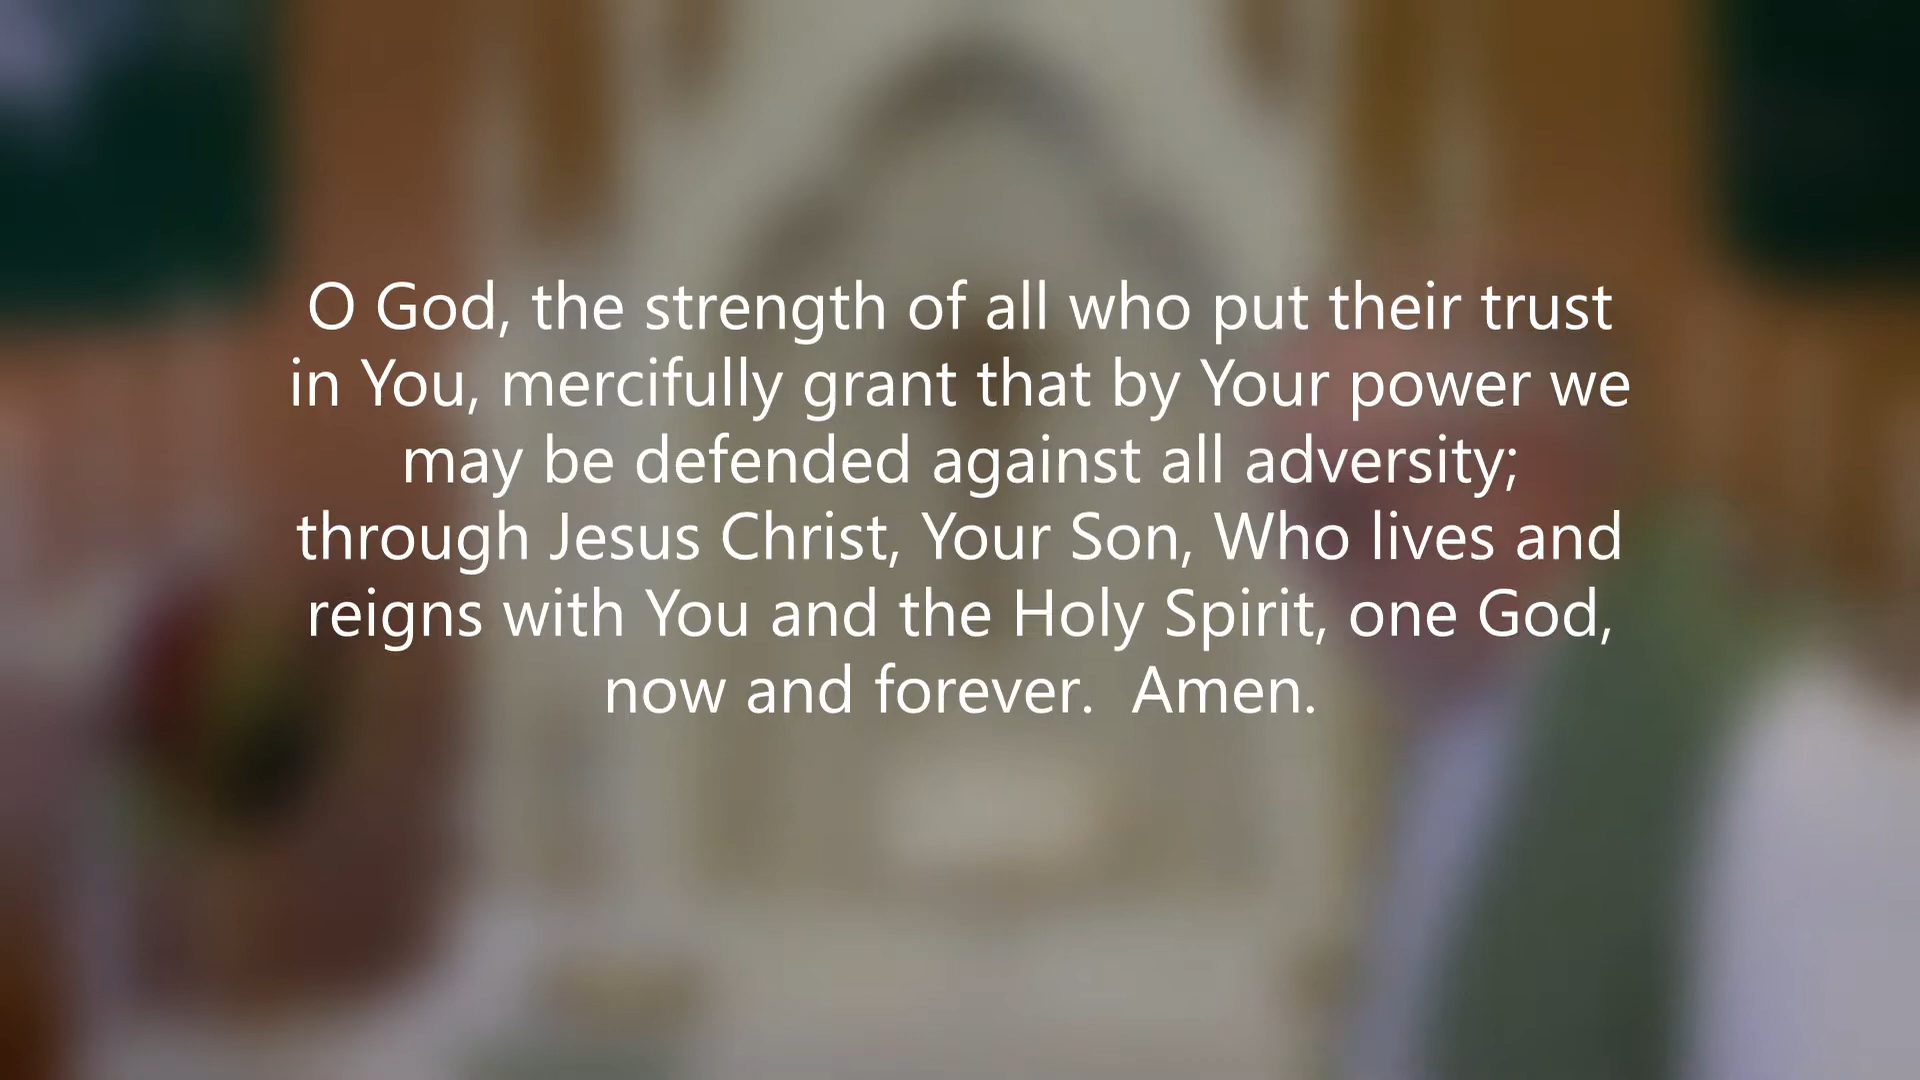 O God, the strength of all who put their trust
in You, mercifully grant that by Your power we
may be defended against all adversity;
through Jesus Christ, Your Son, Who lives and
reigns with You and the Holy Spirit, one God,
now and forever.  Amen.